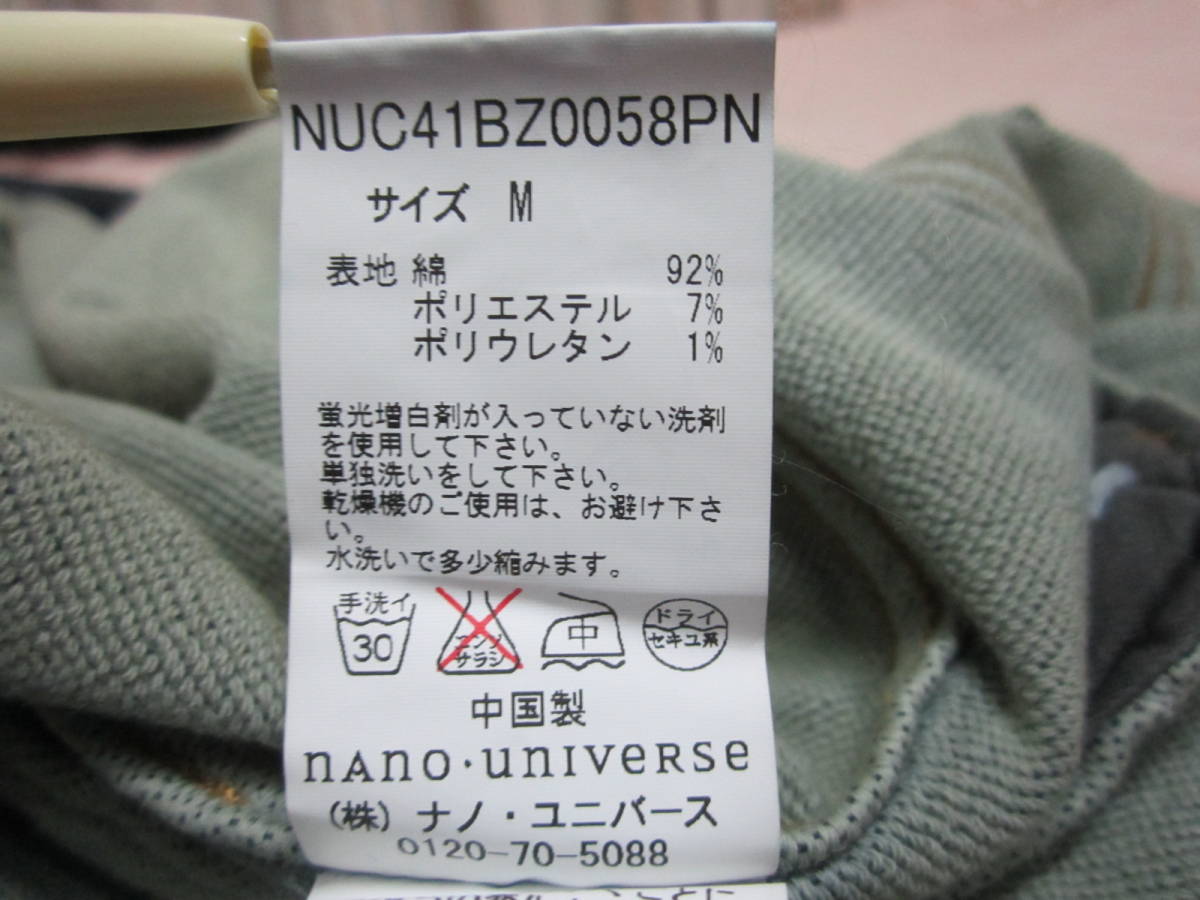 NUC41BZ0058PN
サイズ M
表地 綿 92%
ポリエステル 7%
ポリウレタン 1%
蛍光増白剤が入っていない洗剤
を使用して下さい。
単独洗いをして下さい。
乾燥機のご使用は、お避け下さ
い。
水洗いで多少縮みます。
手洗イ エンソ 中 ドライ
30 サラシ セキユ系
中国製
nAno・universe
(株) ナノ・ユニバース
0120-70-5088